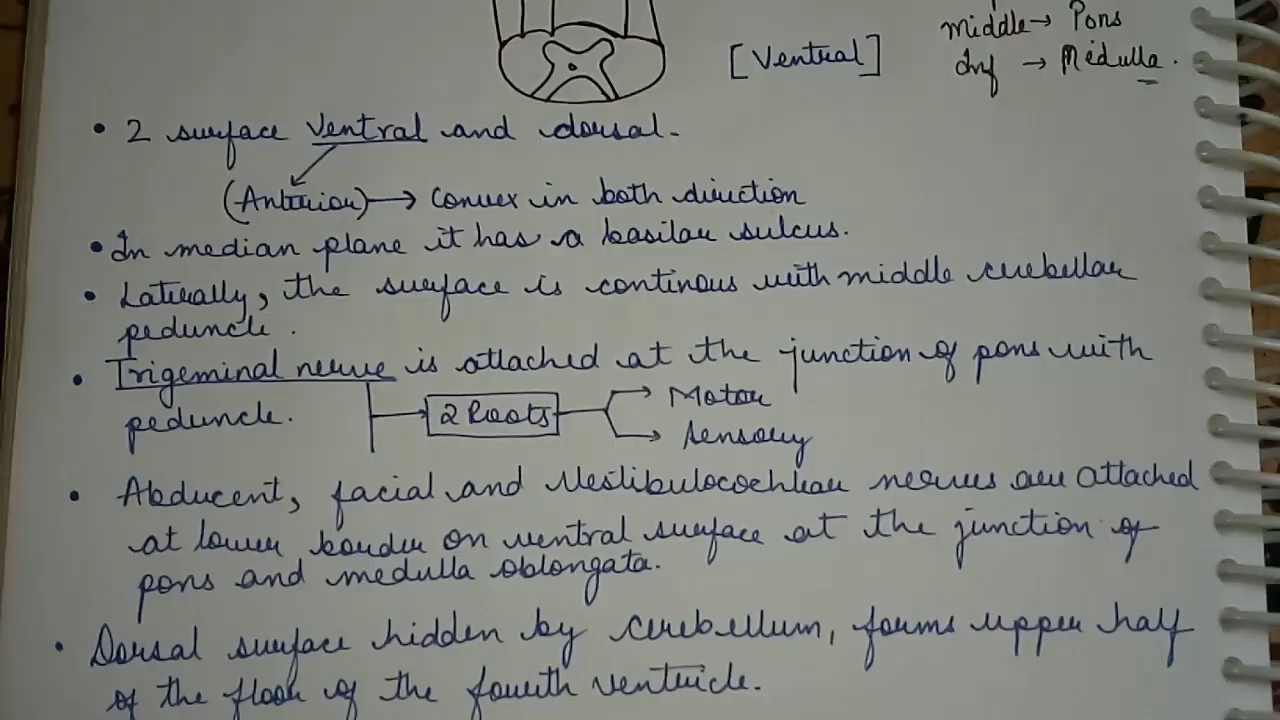 middle → Pons
[Ventral]
Inf → Medulla.
• 2 surface ventral and dorsal.
(Anterior) → Convex in both direction
• In median plane it has a basilar sulcus.
• Laterally, the surface is continous with middle cerebellar
peduncle.
• Trigeminal nerve is attached at the junction of pons with
peduncle.
2 Roots
Motor
Sensory
• Abducent, facial and Vestibulocochlear nerves are attached
at lower border on ventral surface at the junction of
pons and medulla oblongata.
• Dorsal surface hidden by cerebellum, forms upper half
of the floor of the fourth ventricle.